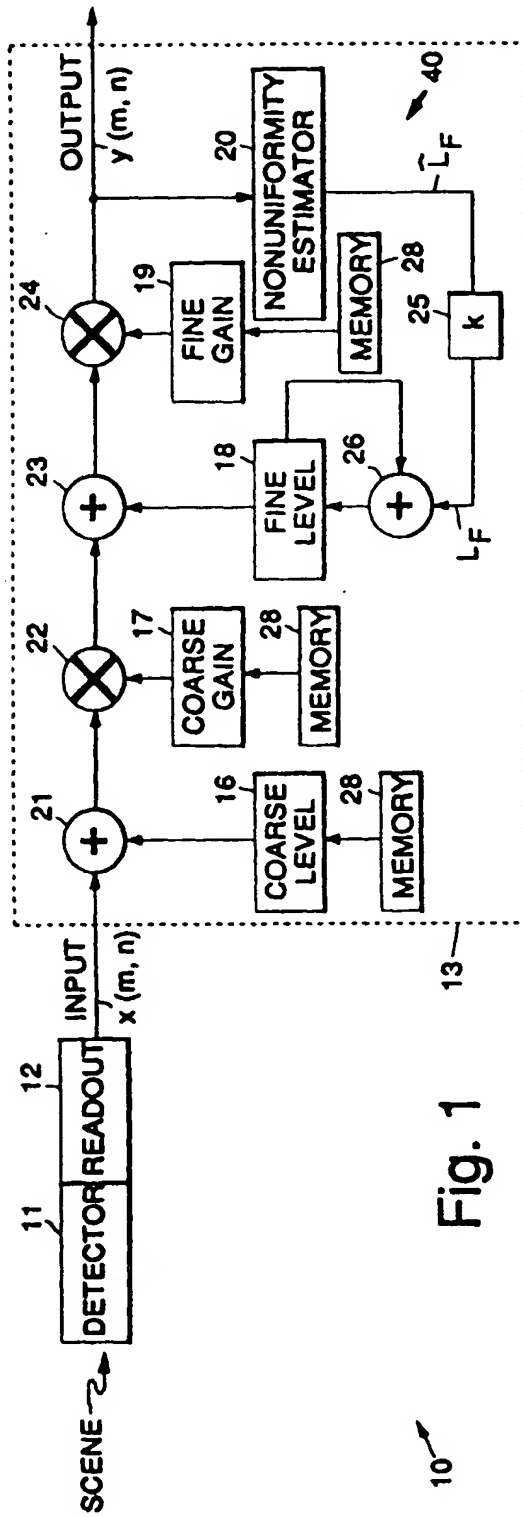 SCENE
11
12
DETECTOR
READOUT
INPUT
x (m, n)
21
22
23
24
OUTPUT
y (m, n)
16
COARSE
LEVEL
28
MEMORY
17
COARSE
GAIN
28
MEMORY
18
FINE
LEVEL
26
19
FINE
GAIN
MEMORY
28
20
NONUNIFORMITY
ESTIMATOR
40
L̂F
25
k
LF
13
10
Fig. 1